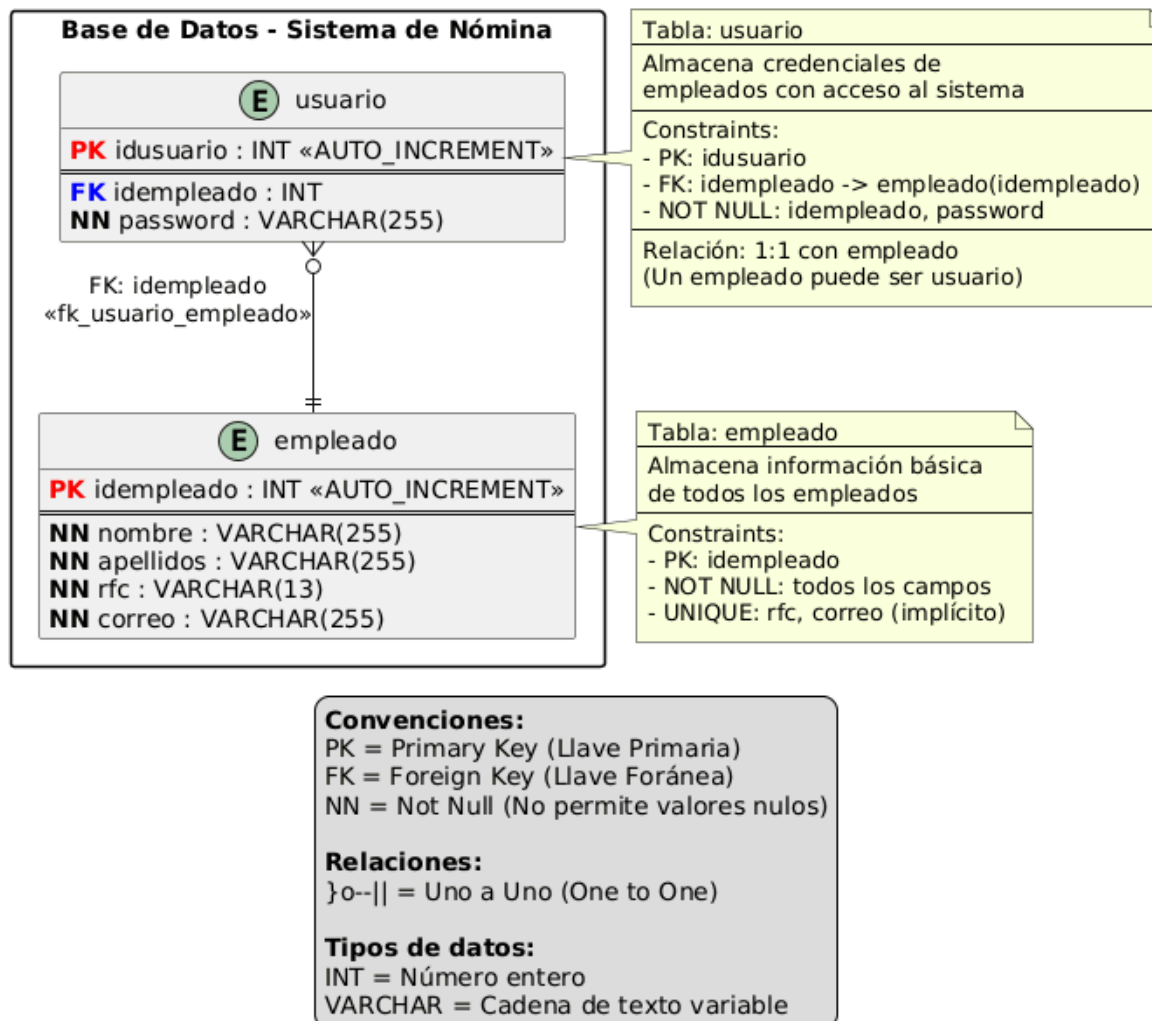 Base de Datos - Sistema de Nómina
E usuario
PK idusuario : INT «AUTO_INCREMENT»
FK idempleado : INT
NN password : VARCHAR(255)
Tabla: usuario
Almacena credenciales de
empleados con acceso al sistema
Constraints:
- PK: idusuario
- FK: idempleado -> empleado(idempleado)
- NOT NULL: idempleado, password
Relación: 1:1 con empleado
(Un empleado puede ser usuario)
FK: idempleado
«fk_usuario_empleado»
E empleado
PK idempleado : INT «AUTO_INCREMENT»
NN nombre : VARCHAR(255)
NN apellidos : VARCHAR(255)
NN rfc : VARCHAR(13)
NN correo : VARCHAR(255)
Tabla: empleado
Almacena información básica
de todos los empleados
Constraints:
- PK: idempleado
- NOT NULL: todos los campos
- UNIQUE: rfc, correo (implícito)
Convenciones:
PK = Primary Key (Llave Primaria)
FK = Foreign Key (Llave Foránea)
NN = Not Null (No permite valores nulos)
Relaciones:
}o--|| = Uno a Uno (One to One)
Tipos de datos:
INT = Número entero
VARCHAR = Cadena de texto variable